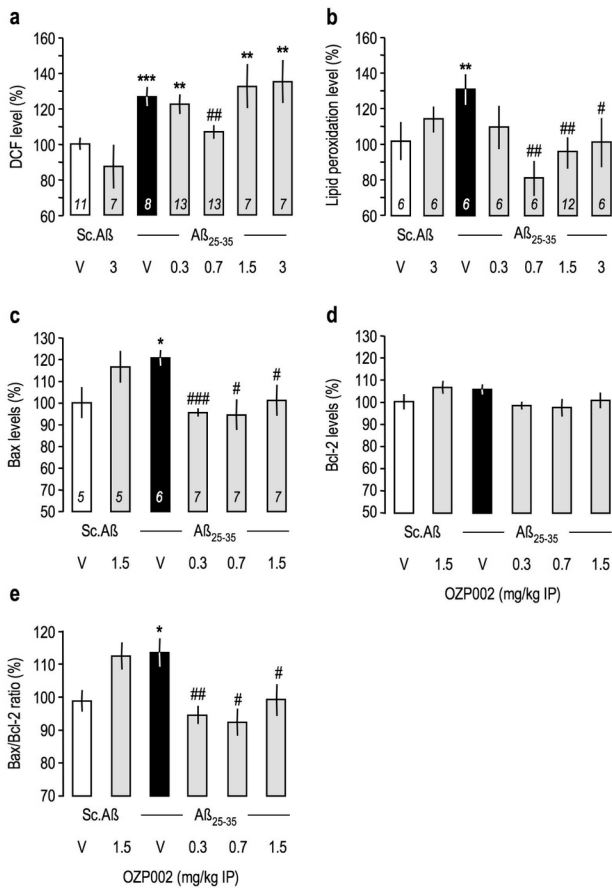 a
DCF level (%)
160
140
120
100
80
60
***
**
##
**
**
11 7 8 13 13 7 7
Sc.Aß Aß25-35
V 3 V 0.3 0.7 1.5 3
b
Lipid peroxidation level (%)
160
140
120
100
80
60
**
##
##
#
6 6 6 6 6 12 6
Sc.Aß Aß25-35
V 3 V 0.3 0.7 1.5 3
c
Bax levels (%)
130
120
110
100
90
80
70
60
50
*
###
#
#
5 5 6 7 7 7
Sc.Aß Aß25-35
V 1.5 V 0.3 0.7 1.5
d
Bcl-2 levels (%)
130
120
110
100
90
80
70
60
50
Sc.Aß Aß25-35
V 1.5 V 0.3 0.7 1.5
OZP002 (mg/kg IP)
e
Bax/Bcl-2 ratio (%)
120
110
100
90
80
70
*
##
#
#
Sc.Aß Aß25-35
V 1.5 V 0.3 0.7 1.5
OZP002 (mg/kg IP)